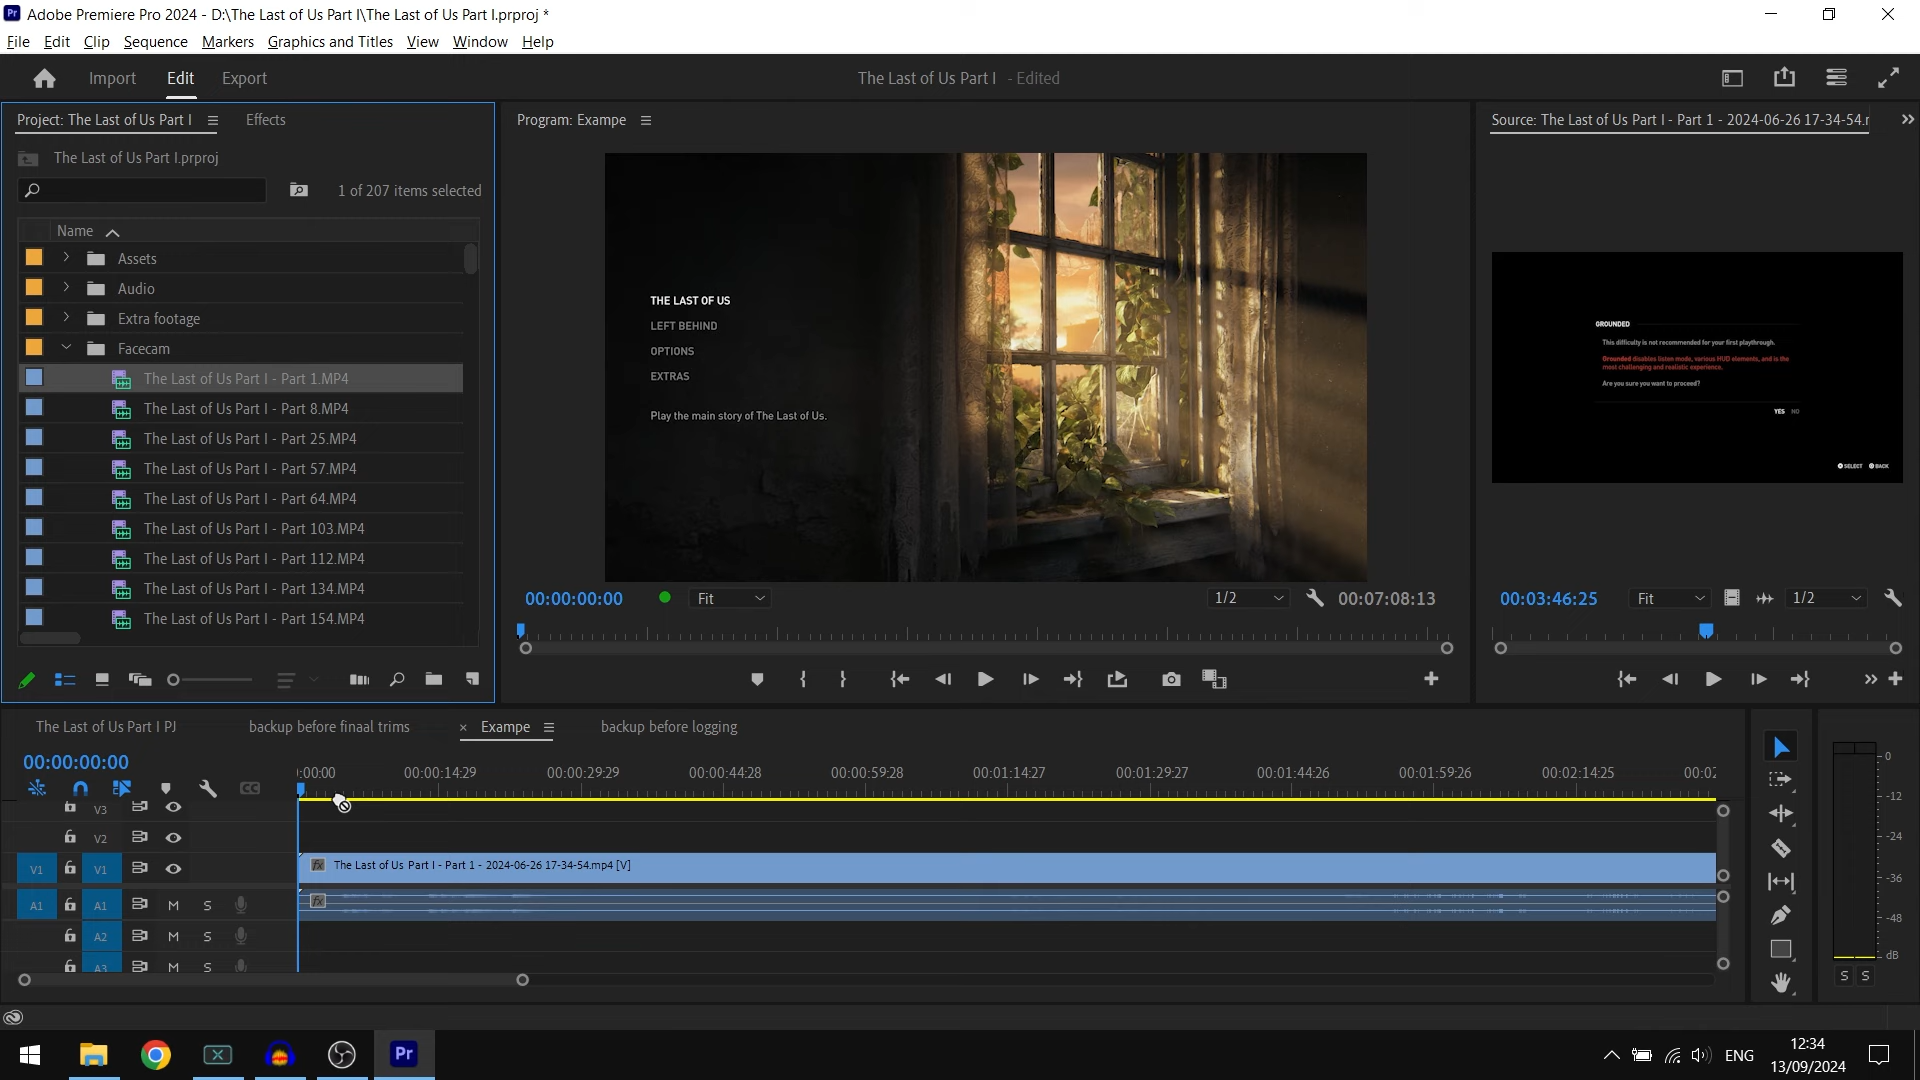 Pr Adobe Premiere Pro 2024 - D:\The Last of Us Part I\The Last of Us Part I.prproj *
File Edit Clip Sequence Markers Graphics and Titles View Window Help
Import Edit Export The Last of Us Part I - Edited
Project: The Last of Us Part I Effects
The Last of Us Part I.prproj
1 of 207 items selected
Name
Assets
Audio
Extra footage
Facecam
The Last of Us Part I - Part 1.MP4
The Last of Us Part I - Part 8.MP4
The Last of Us Part I - Part 25.MP4
The Last of Us Part I - Part 57.MP4
The Last of Us Part I - Part 64.MP4
The Last of Us Part I - Part 103.MP4
The Last of Us Part I - Part 112.MP4
The Last of Us Part I - Part 134.MP4
The Last of Us Part I - Part 154.MP4
Program: Exampe
THE LAST OF US
LEFT BEHIND
OPTIONS
EXTRAS
Play the main story of The Last of Us.
00:00:00:00 Fit 1/2 00:07:08:13
Source: The Last of Us Part I - Part 1 - 2024-06-26 17-34-54.r
GROUNDED
This difficulty is not recommended for your first playthrough.
Grounded disables listen mode, various HUD elements, and is the
most challenging and realistic experience.
Are you sure you want to proceed?
YES NO
SELECT BACK
00:03:46:25 Fit 1/2
The Last of Us Part I PJ backup before finaal trims × Exampe backup before logging
00:00:00:00
:00:00 00:00:14:29 00:00:29:29 00:00:44:28 00:00:59:28 00:01:14:27 00:01:29:27 00:01:44:26 00:01:59:26 00:02:14:25 00:02
CC
V3
V2
V1 V1 fx The Last of Us Part I - Part 1 - 2024-06-26 17-34-54.mp4 [V]
A1 A1 M S fx
A2 M S
A3 M S
0
-12
-24
-36
-48
dB
S S
Pr
ENG
12:34
13/09/2024